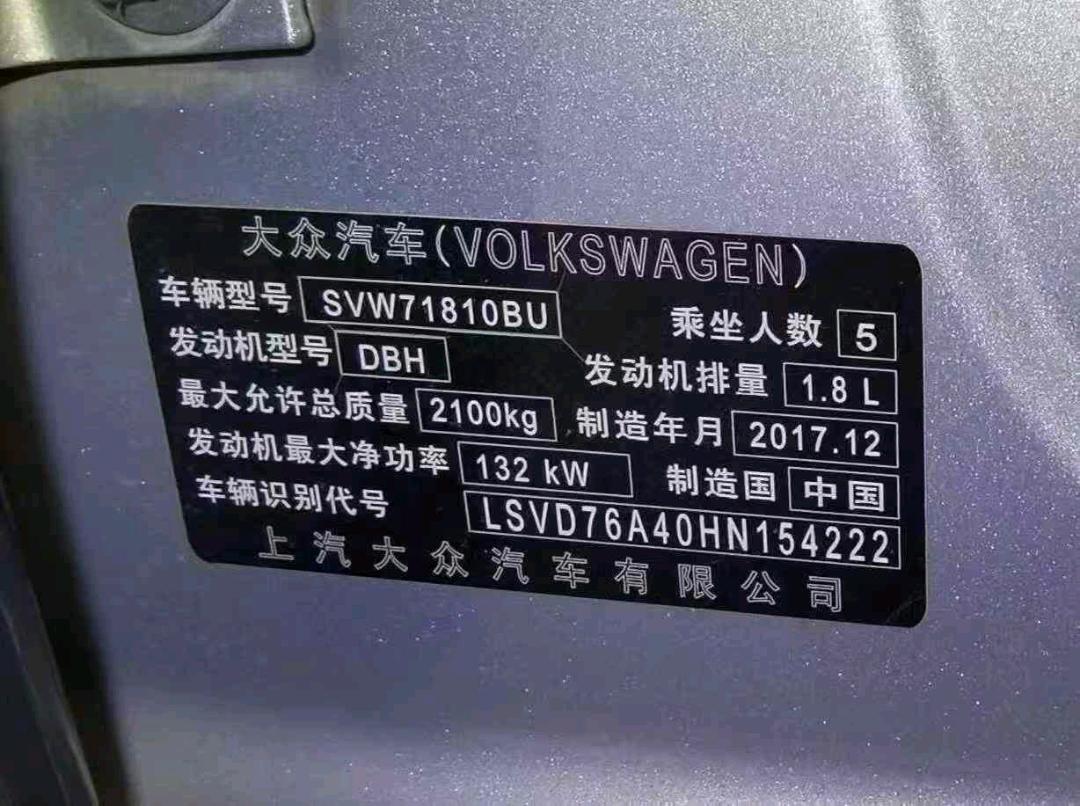 大众汽车(VOLKSWAGEN)
车辆型号 SVW71810BU 乘坐人数 5
发动机型号 DBH 发动机排量 1.8 L
最大允许总质量 2100kg 制造年月 2017.12
发动机最大净功率 132 kW 制造国 中国
车辆识别代号 LSVD76A40HN154222
上汽大众汽车有限公司